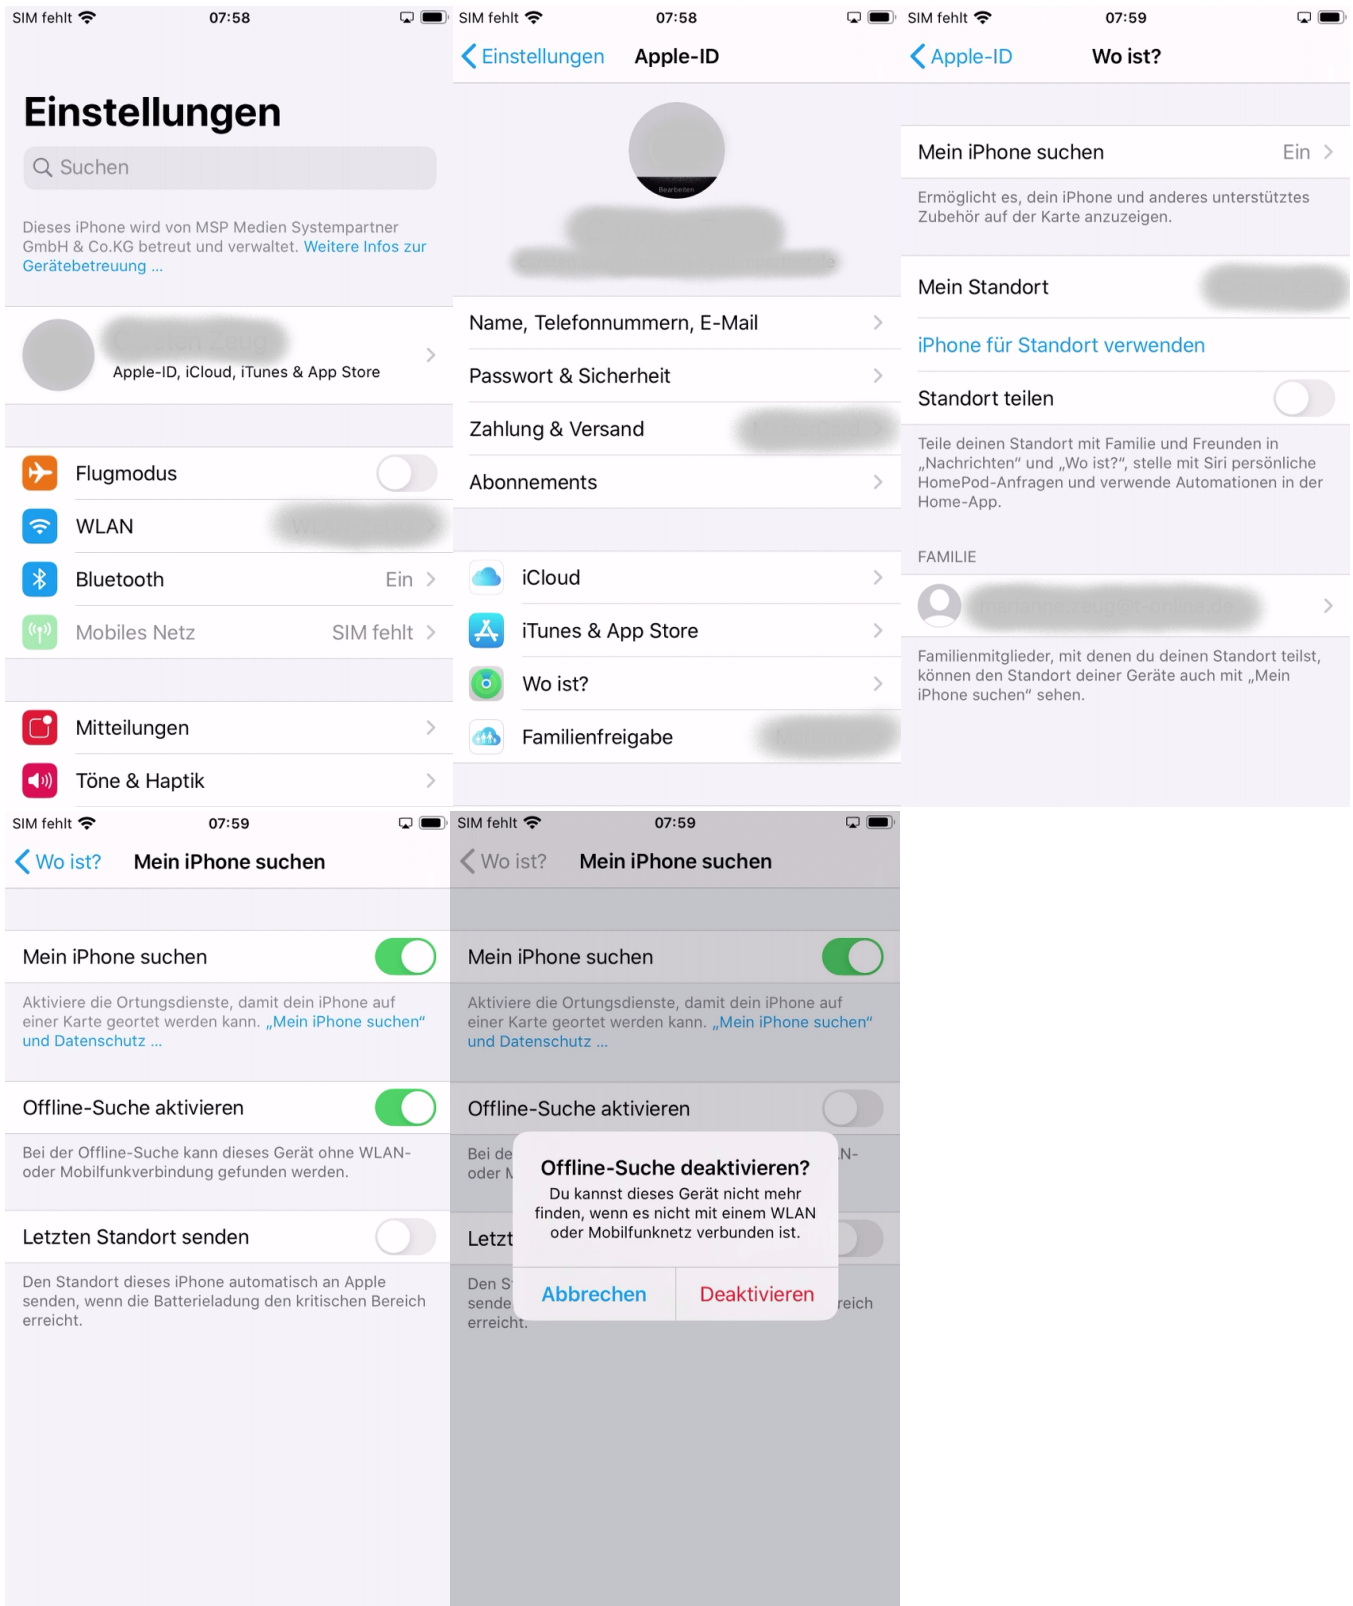 SIM fehlt
07:58
Einstellungen
Suchen
Dieses iPhone wird von MSP Medien Systempartner
GmbH & Co.KG betreut und verwaltet. Weitere Infos zur
Gerätebetreuung ...
Apple-ID, iCloud, iTunes & App Store
Flugmodus
WLAN
Bluetooth
Ein
Mobiles Netz
SIM fehlt
Mitteilungen
Töne & Haptik
SIM fehlt
07:58
Einstellungen
Apple-ID
Bearbeiten
Name, Telefonnummern, E-Mail
Passwort & Sicherheit
Zahlung & Versand
Abonnements
iCloud
iTunes & App Store
Wo ist?
Familienfreigabe
SIM fehlt
07:59
Apple-ID
Wo ist?
Mein iPhone suchen
Ein
Ermöglicht es, dein iPhone und anderes unterstütztes
Zubehör auf der Karte anzuzeigen.
Mein Standort
iPhone für Standort verwenden
Standort teilen
Teile deinen Standort mit Familie und Freunden in
„Nachrichten“ und „Wo ist?“, stelle mit Siri persönliche
HomePod-Anfragen und verwende Automationen in der
Home-App.
FAMILIE
Familienmitglieder, mit denen du deinen Standort teilst,
können den Standort deiner Geräte auch mit „Mein
iPhone suchen“ sehen.
SIM fehlt
07:59
Wo ist?
Mein iPhone suchen
Mein iPhone suchen
Aktiviere die Ortungsdienste, damit dein iPhone auf
einer Karte geortet werden kann. „Mein iPhone suchen“
und Datenschutz ...
Offline-Suche aktivieren
Bei der Offline-Suche kann dieses Gerät ohne WLAN-
oder Mobilfunkverbindung gefunden werden.
Letzten Standort senden
Den Standort dieses iPhone automatisch an Apple
senden, wenn die Batterieladung den kritischen Bereich
erreicht.
SIM fehlt
07:59
Wo ist?
Mein iPhone suchen
Mein iPhone suchen
Aktiviere die Ortungsdienste, damit dein iPhone auf
einer Karte geortet werden kann. „Mein iPhone suchen“
und Datenschutz ...
Offline-Suche aktivieren
Bei de
N-
oder M
Offline-Suche deaktivieren?
Du kannst dieses Gerät nicht mehr
finden, wenn es nicht mit einem WLAN
oder Mobilfunknetz verbunden ist.
Letzt
Den S
sende
reich
erreicht.
Abbrechen
Deaktivieren